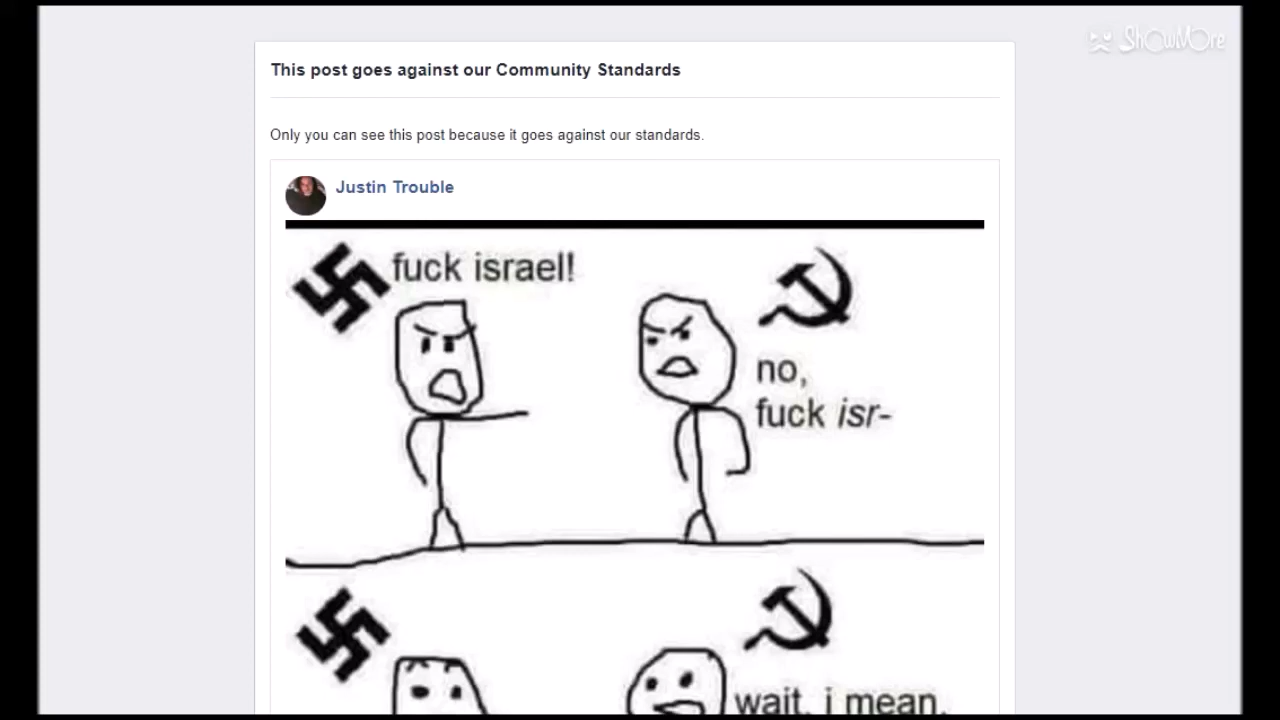 ShowMore
This post goes against our Community Standards
Only you can see this post because it goes against our standards.
Justin Trouble
fuck israel!
no,
fuck isr-
wait, i mean,